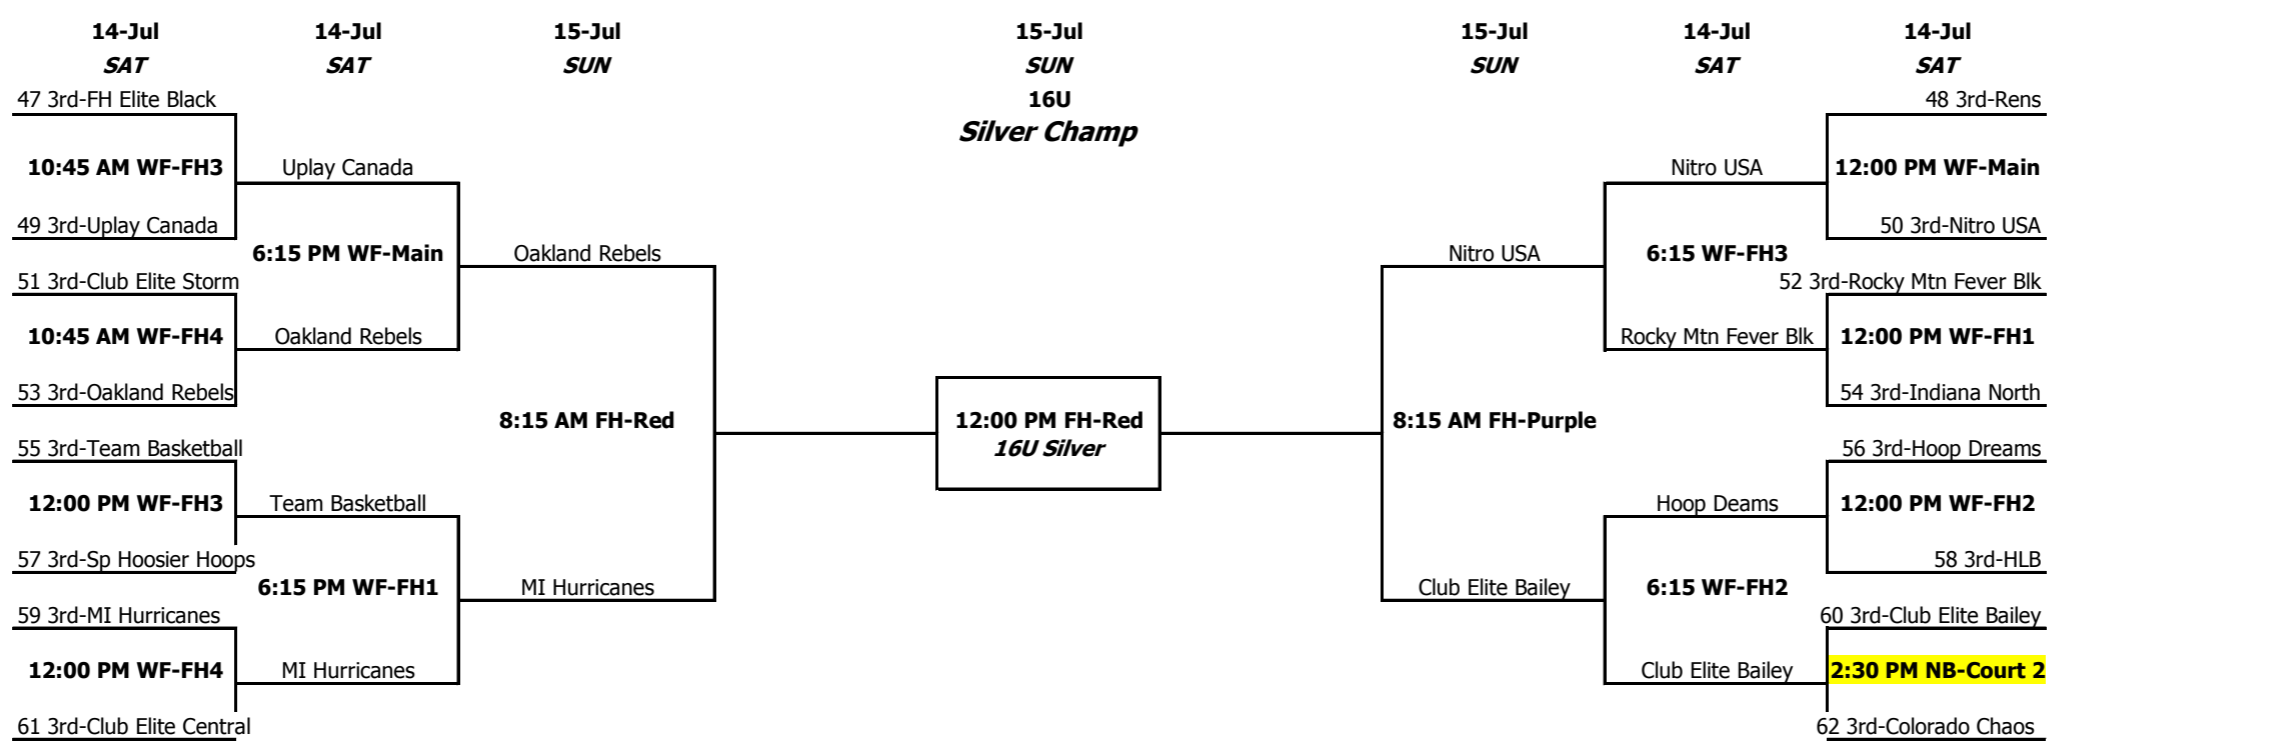 14-Jul 14-Jul 15-Jul 15-Jul 15-Jul 14-Jul 14-Jul
SAT SAT SUN SUN SUN SAT SAT
47 3rd-FH Elite Black 16U 48 3rd-Rens
Silver Champ
10:45 AM WF-FH3 Uplay Canada Nitro USA 12:00 PM WF-Main
49 3rd-Uplay Canada 50 3rd-Nitro USA
6:15 PM WF-Main Oakland Rebels Nitro USA 6:15 WF-FH3
51 3rd-Club Elite Storm 52 3rd-Rocky Mtn Fever Blk
10:45 AM WF-FH4 Oakland Rebels Rocky Mtn Fever Blk 12:00 PM WF-FH1
53 3rd-Oakland Rebels 54 3rd-Indiana North
8:15 AM FH-Red 12:00 PM FH-Red 8:15 AM FH-Purple
55 3rd-Team Basketball 16U Silver 56 3rd-Hoop Dreams
12:00 PM WF-FH3 Team Basketball Hoop Deams 12:00 PM WF-FH2
57 3rd-Sp Hoosier Hoops 58 3rd-HLB
6:15 PM WF-FH1 MI Hurricanes Club Elite Bailey 6:15 WF-FH2
59 3rd-MI Hurricanes 60 3rd-Club Elite Bailey
12:00 PM WF-FH4 MI Hurricanes Club Elite Bailey 2:30 PM NB-Court 2
61 3rd-Club Elite Central 62 3rd-Colorado Chaos